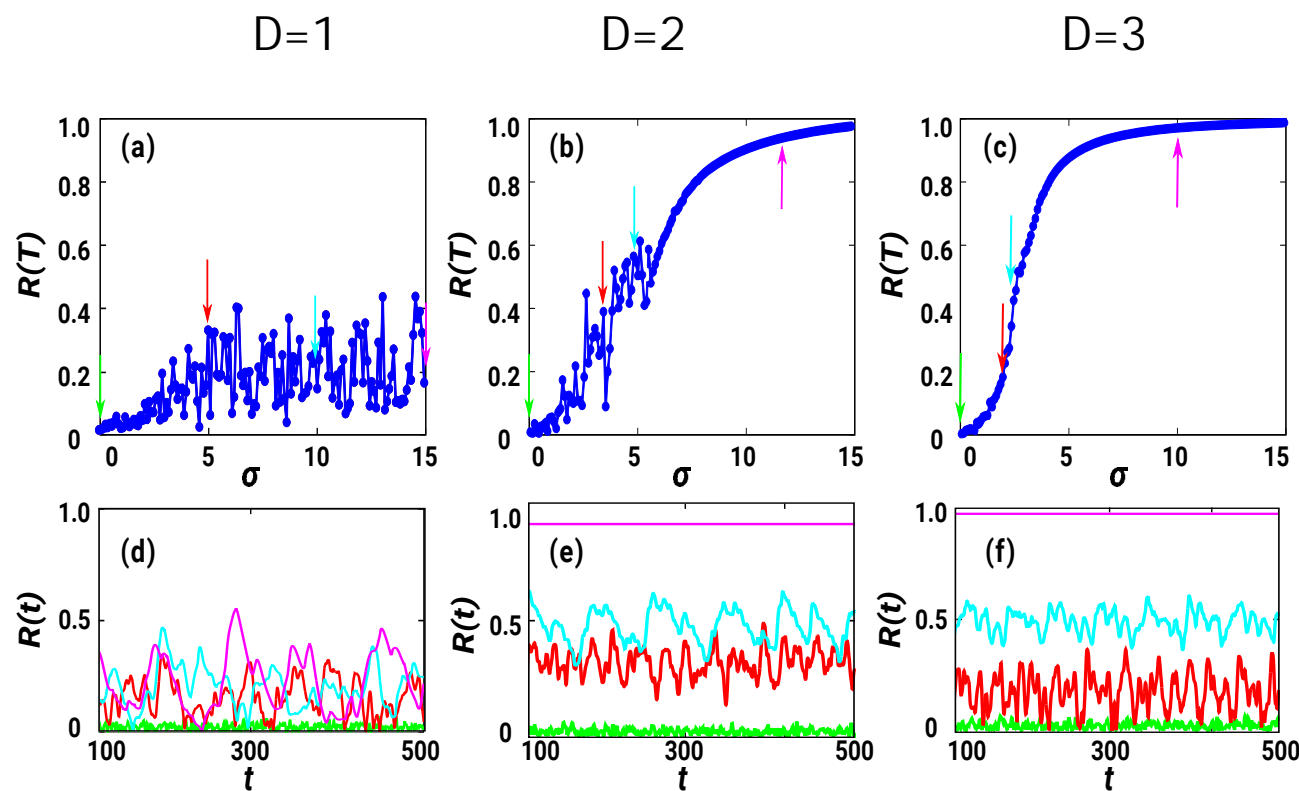 D=1 D=2 D=3
(a) (b) (c)
1.0 1.0 1.0
0.8 0.8 0.8
0.6 0.6 0.6
R(T) R(T) R(T)
0.4 0.4 0.4
0.2 0.2 0.2
0 0 0
0 5 10 15 0 5 10 15 0 5 10 15
σ σ σ
1.0 1.0 1.0
(d) (e) (f)
R(t) R(t) R(t)
0.5 0.5 0.5
0 0 0
100 300 500 100 300 500 100 300 500
t t t